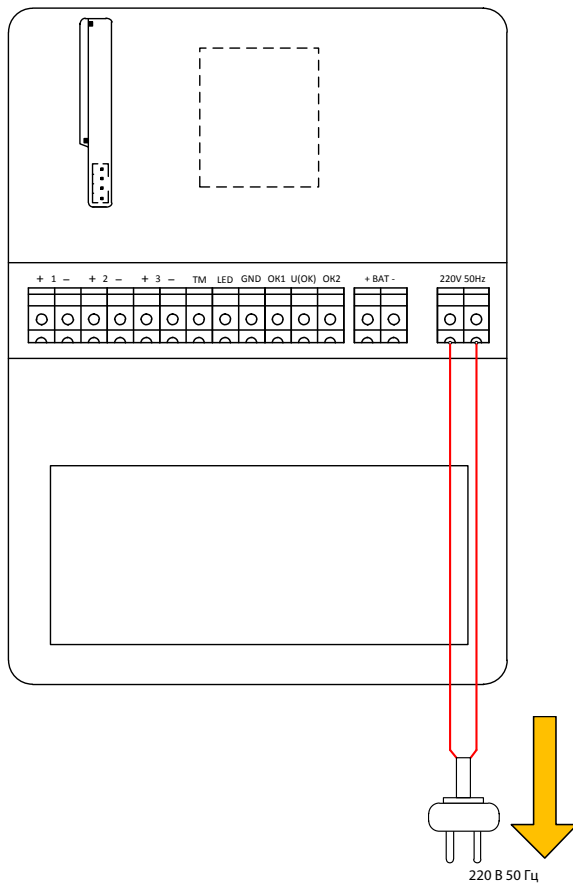 + 1 – + 2 – + 3 – TM LED GND OK1 U(OK) OK2 + BAT - 220V 50Hz
220 В 50 Гц